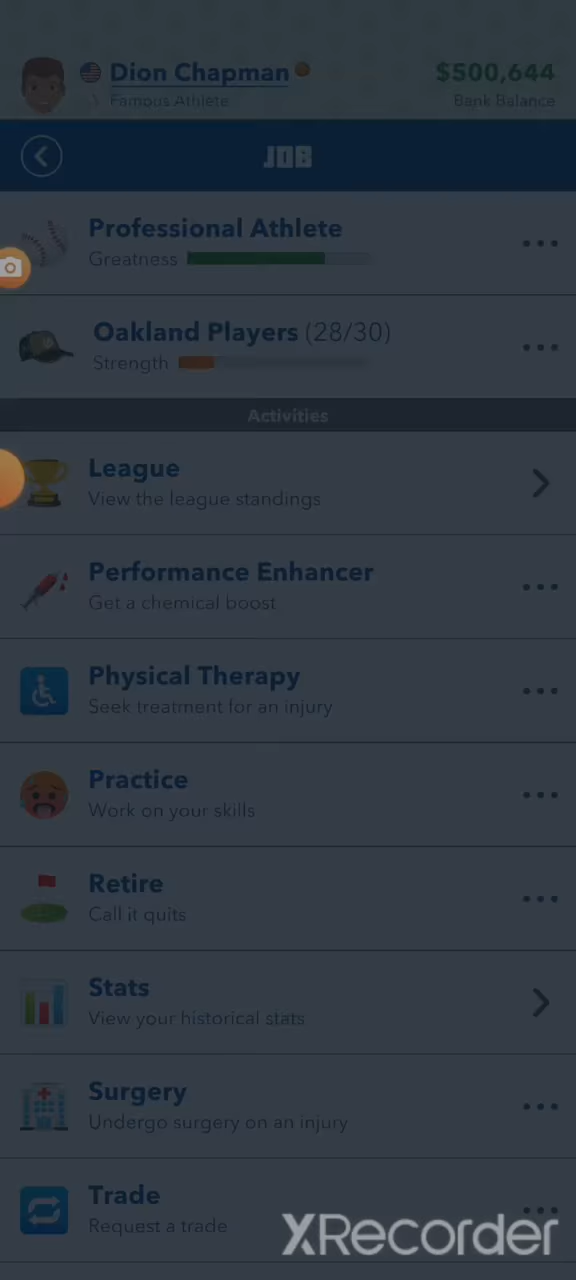 Dion Chapman
$500,644
Famous Athlete
Bank Balance
JOB
Professional Athlete
Greatness
Oakland Players (28/30)
Strength
Activities
League
View the league standings
Performance Enhancer
Get a chemical boost
Physical Therapy
Seek treatment for an injury
Practice
Work on your skills
Retire
Call it quits
Stats
View your historical stats
Surgery
Undergo surgery on an injury
Trade
Request a trade
XRecorder